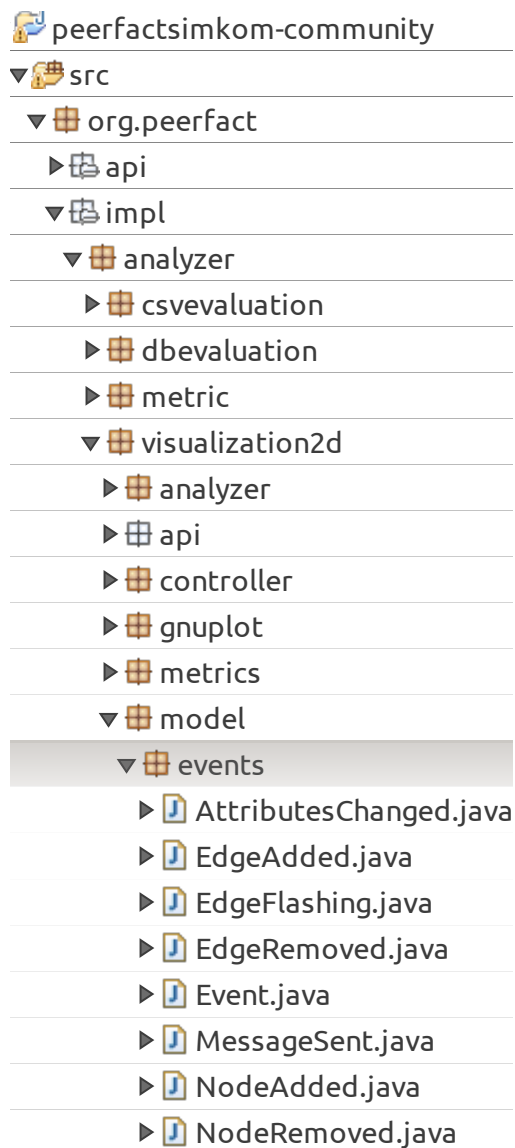 peerfactsimkom-community
src
org.peerfact
api
impl
analyzer
csvevaluation
dbevaluation
metric
visualization2d
analyzer
api
controller
gnuplot
metrics
model
events
AttributesChanged.java
EdgeAdded.java
EdgeFlashing.java
EdgeRemoved.java
Event.java
MessageSent.java
NodeAdded.java
NodeRemoved.java